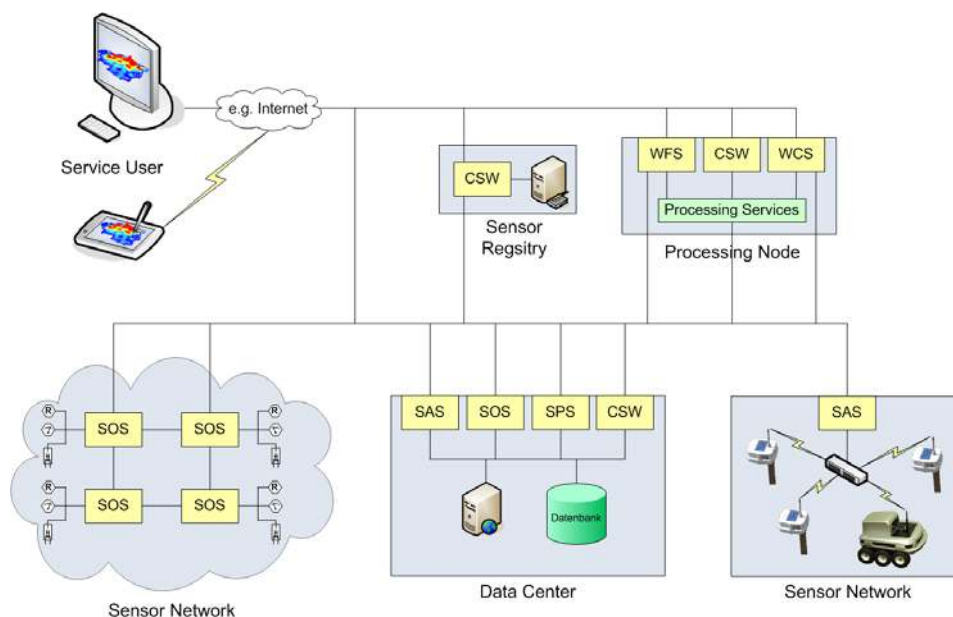 e.g. Internet
Service User
WFS
CSW
WCS
CSW
Processing Services
Sensor
Regsitry
Processing Node
SAS
SOS
SPS
CSW
SAS
SOS
SOS
R
R
SOS
SOS
R
R
Datenbank
Data Center
Sensor Network
Sensor Network